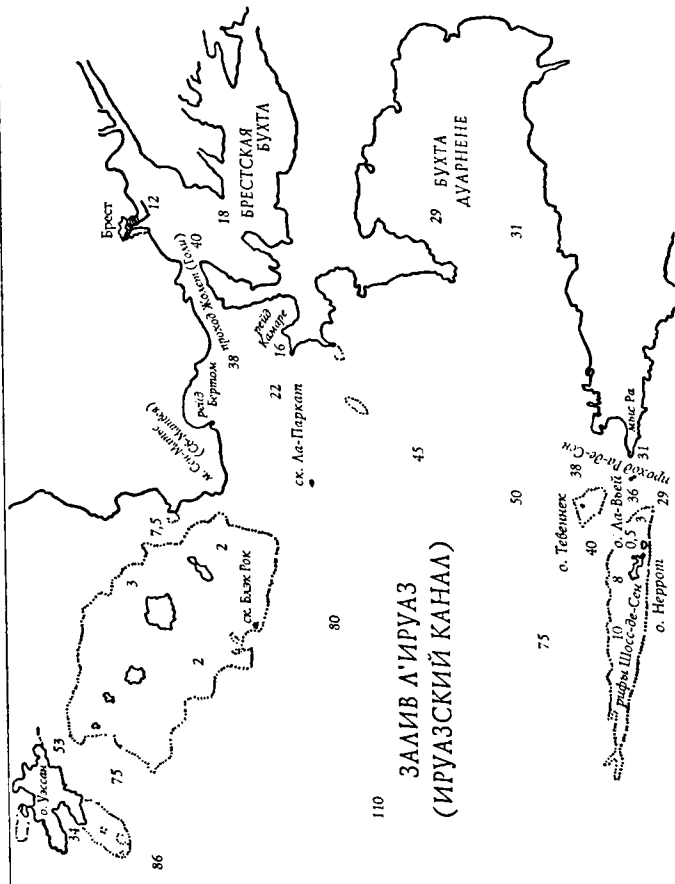 Брест
12
18
БРЕСТСКАЯ
БУХТА
40
проход Жолет (Голи)
38
рейд
Бертом
рейд
Камаре
16
22
ск. Ла-Паркат
29
БУХТА
ДУАРНЕНЕ
31
45
50
м. Сен-Матье
7,5
2
3
2
ск. Блэк Рок
о. Уэссан
53
75
34
86
80
110
ЗАЛИВ Л'ИРУАЗ
(ИРУАЗСКИЙ КАНАЛ)
75
о. Тевеннек
38
40
о. Ла-Вьей
36
31
мыс Ра
проход Ра-де-Сен
0,5
3
29
8
10
рифы Шосс-де-Сен
о. Неррот